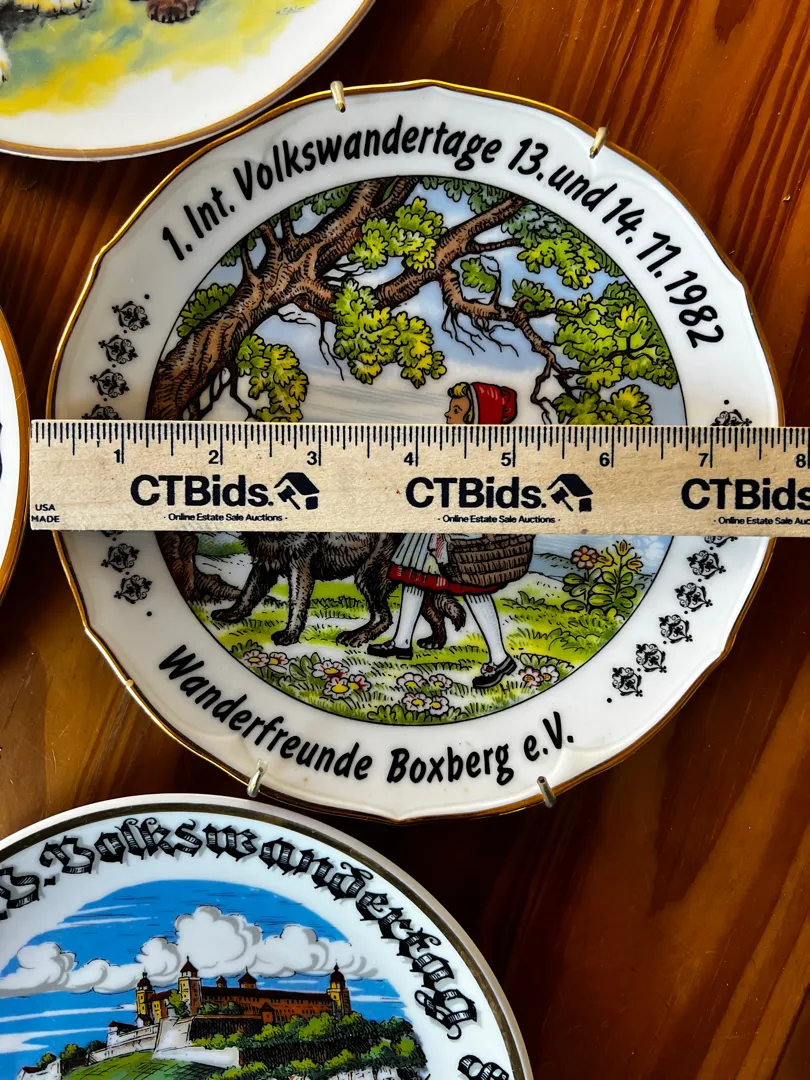 1. Int. Volkswandertage 13. und 14. 11. 1982
1 2 3 4 5 6 7 8
USA
MADE
CTBids. CTBids. CTBids
· Online Estate Sale Auctions · · Online Estate Sale Auctions · · Online Estate Sale
Wanderfreunde Boxberg e.V.
Volkswandertag